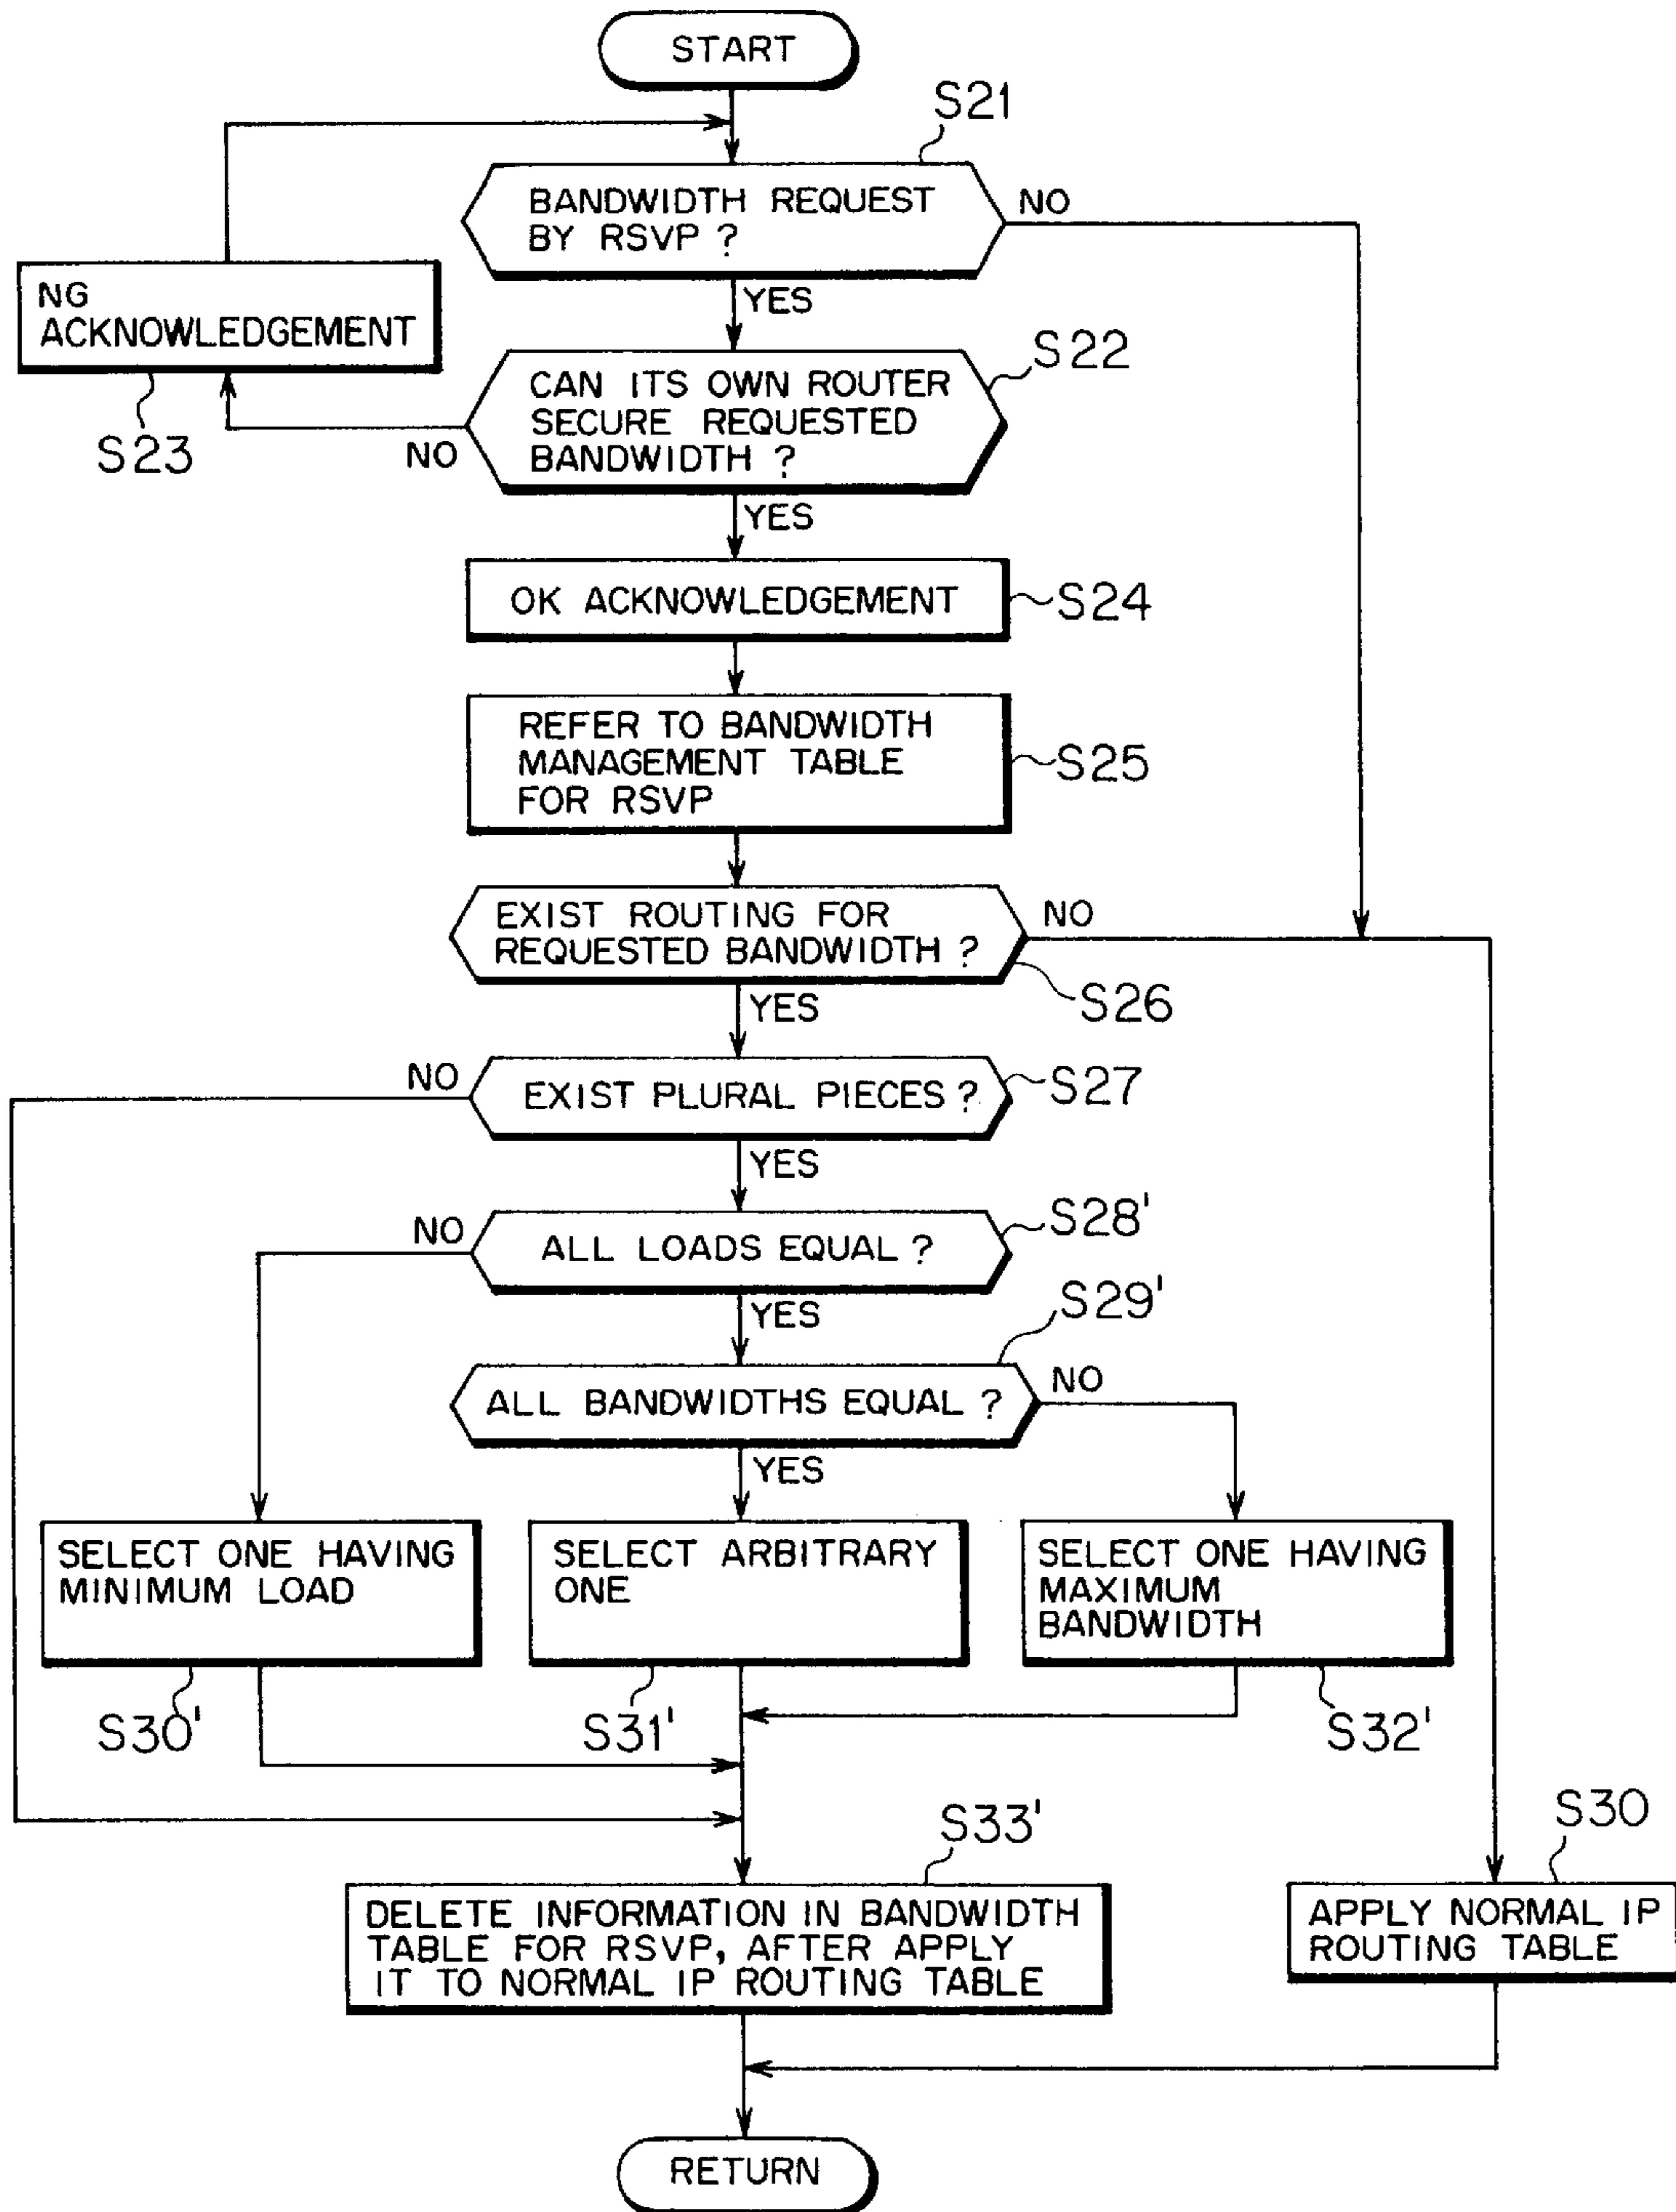 START
S21
BANDWIDTH REQUEST
BY RSVP ?
NO
YES
NG
ACKNOWLEDGEMENT
S23
S22
CAN ITS OWN ROUTER
SECURE REQUESTED
BANDWIDTH ?
NO
YES
OK ACKNOWLEDGEMENT
S24
REFER TO BANDWIDTH
MANAGEMENT TABLE
FOR RSVP
S25
EXIST ROUTING FOR
REQUESTED BANDWIDTH ?
NO
S26
YES
NO
EXIST PLURAL PIECES ?
S27
YES
NO
ALL LOADS EQUAL ?
S28'
YES
S29'
ALL BANDWIDTHS EQUAL ?
NO
YES
SELECT ONE HAVING
MINIMUM LOAD
S30'
SELECT ARBITRARY
ONE
S31'
SELECT ONE HAVING
MAXIMUM
BANDWIDTH
S32'
S33'
DELETE INFORMATION IN BANDWIDTH
TABLE FOR RSVP, AFTER APPLY
IT TO NORMAL IP ROUTING TABLE
S30
APPLY NORMAL IP
ROUTING TABLE
RETURN